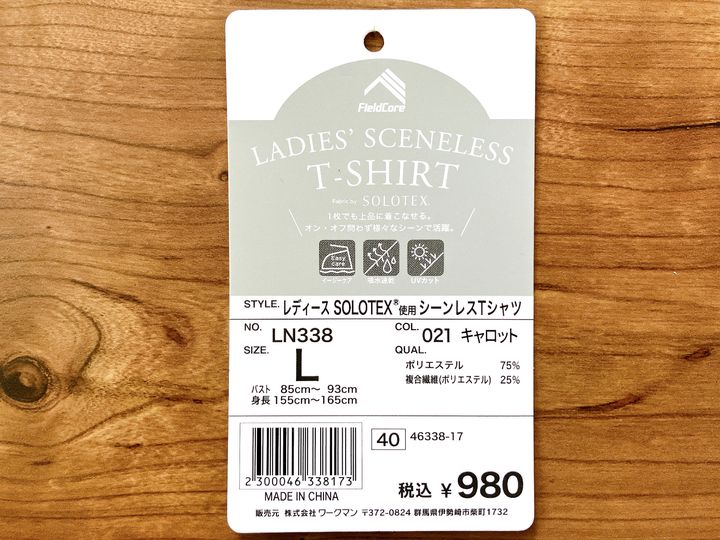 FieldCore
LADIES' SCENELESS
T-SHIRT
Fabric by SOLOTEX
1枚でも上品に着こなせる。
オン・オフ問わず様々なシーンで活躍。
Easy care
イージーケア 吸水速乾 UVカット
STYLE. レディース SOLOTEX®使用 シーンレスTシャツ
NO. LN338 COL. 021 キャロット
SIZE. L QUAL.
ポリエステル 75%
複合繊維(ポリエステル) 25%
バスト 85cm〜 93cm
身長 155cm〜165cm
40 46338-17
2300046338173
MADE IN CHINA
税込 ¥980
販売元 株式会社 ワークマン 〒372-0824 群馬県伊勢崎市柴町1732